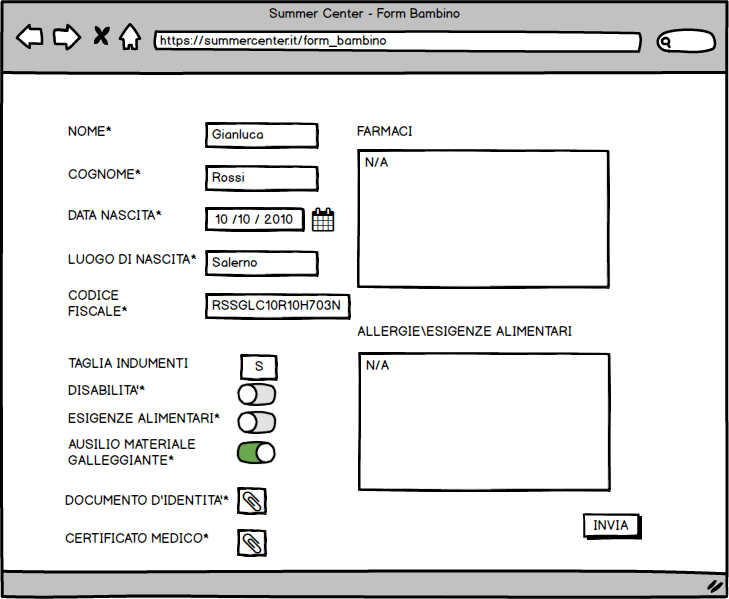 Summer Center - Form Bambino
https://summercenter.it/form_bambino
NOME*
Gianluca
COGNOME*
Rossi
DATA NASCITA*
10 /10 / 2010
LUOGO DI NASCITA*
Salerno
CODICE
FISCALE*
RSSGLC10R10H703N
TAGLIA INDUMENTI
S
DISABILITA'*
ESIGENZE ALIMENTARI*
AUSILIO MATERIALE
GALLEGGIANTE*
DOCUMENTO D'IDENTITA'*
CERTIFICATO MEDICO*
FARMACI
N/A
ALLERGIE\ESIGENZE ALIMENTARI
N/A
INVIA